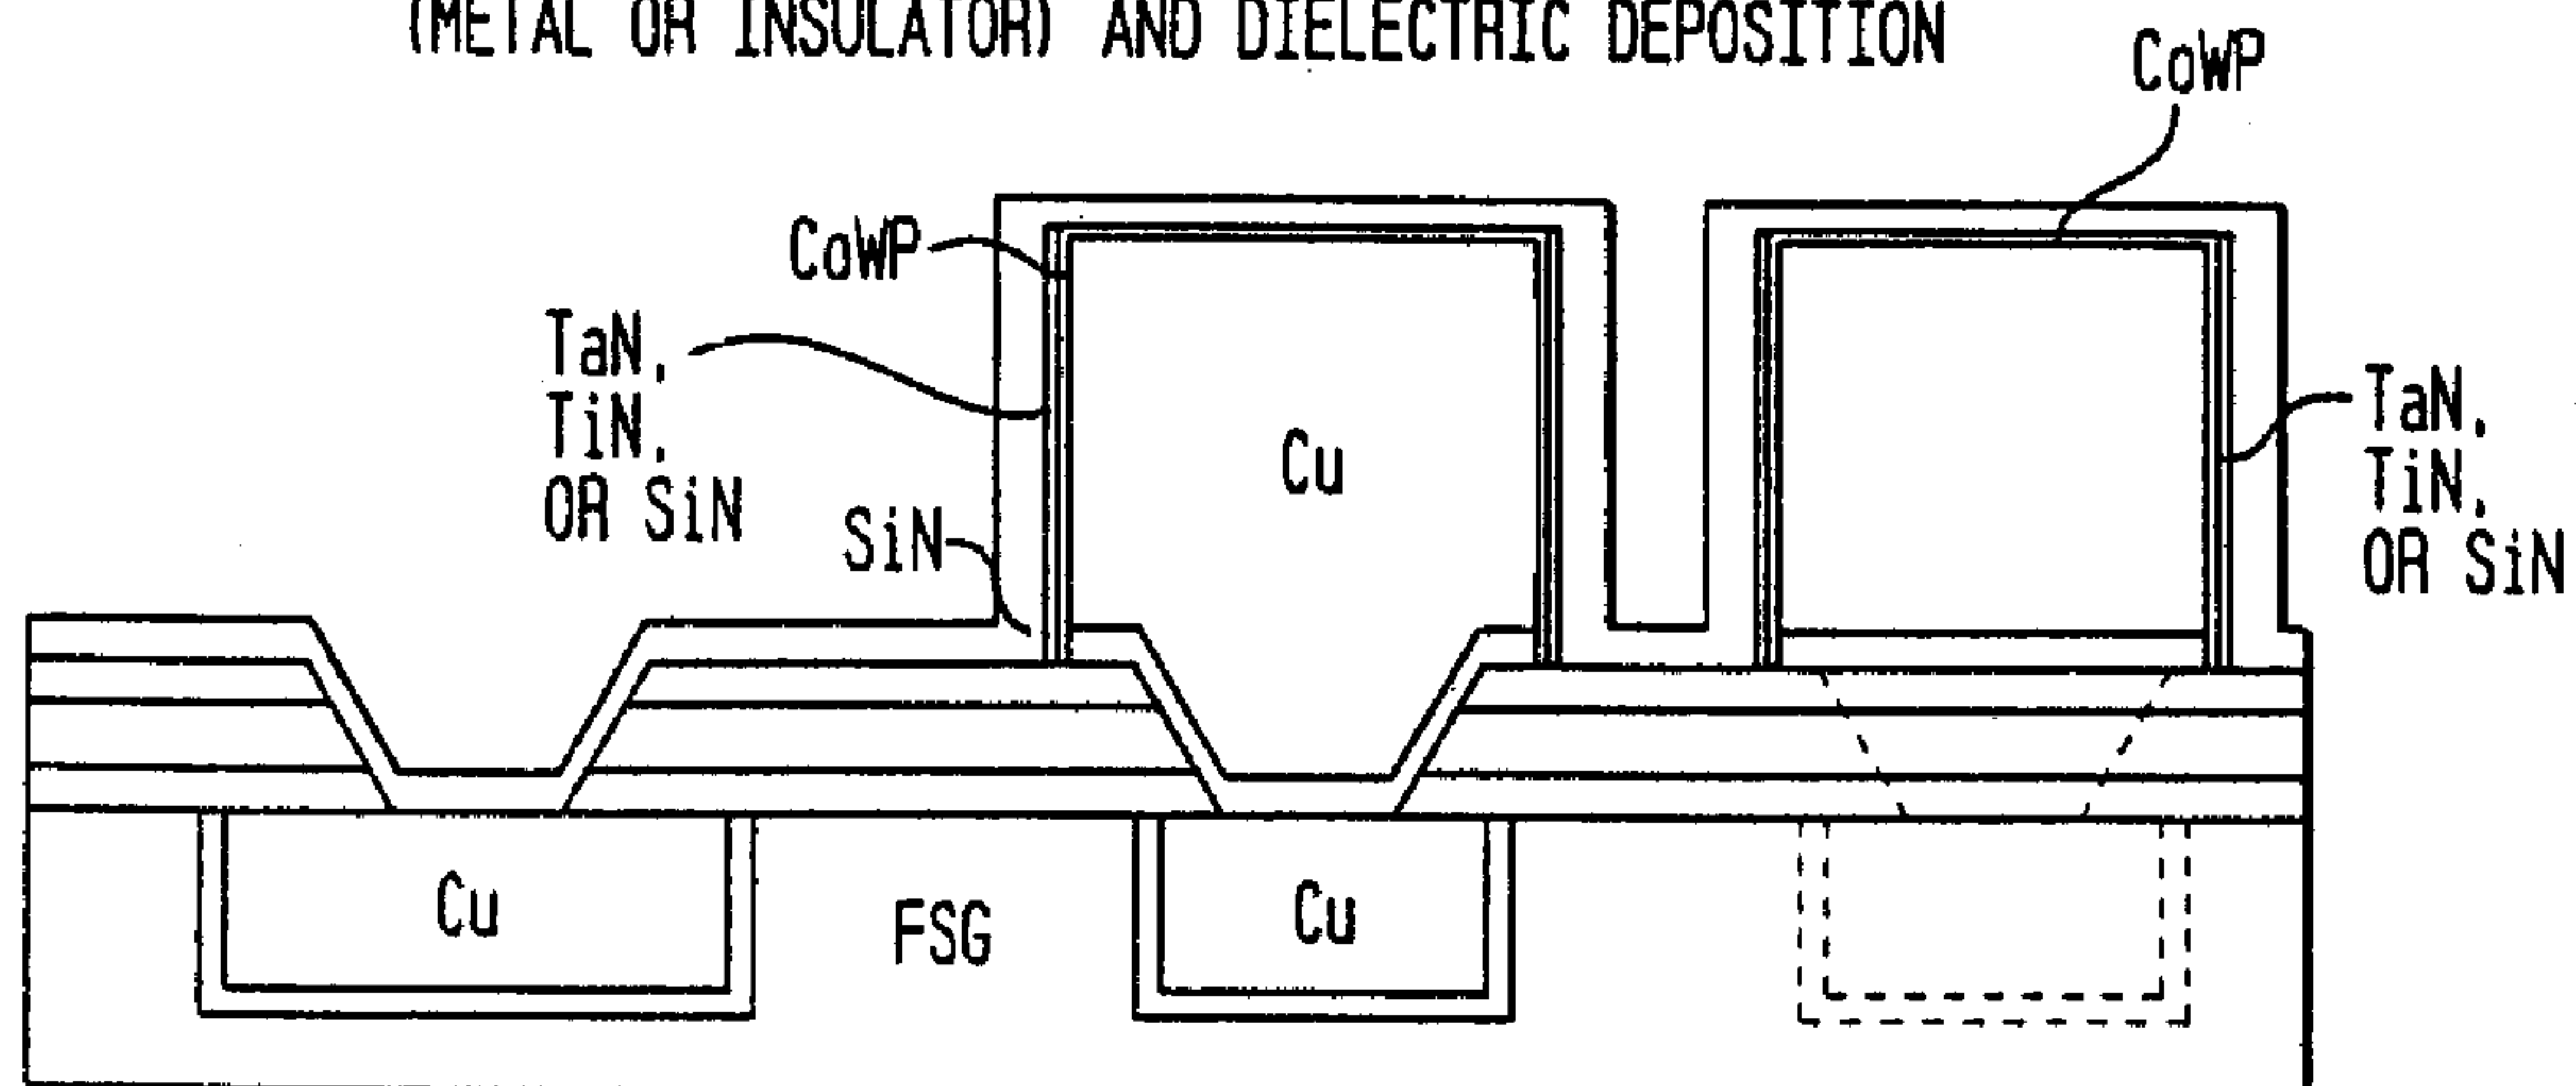 (METAL OR INSULATOR) AND DIELECTRIC DEPOSITION
CoWP
CoWP
TaN,
TiN,
OR SiN
SiN
Cu
TaN,
TiN,
OR SiN
Cu
FSG
Cu